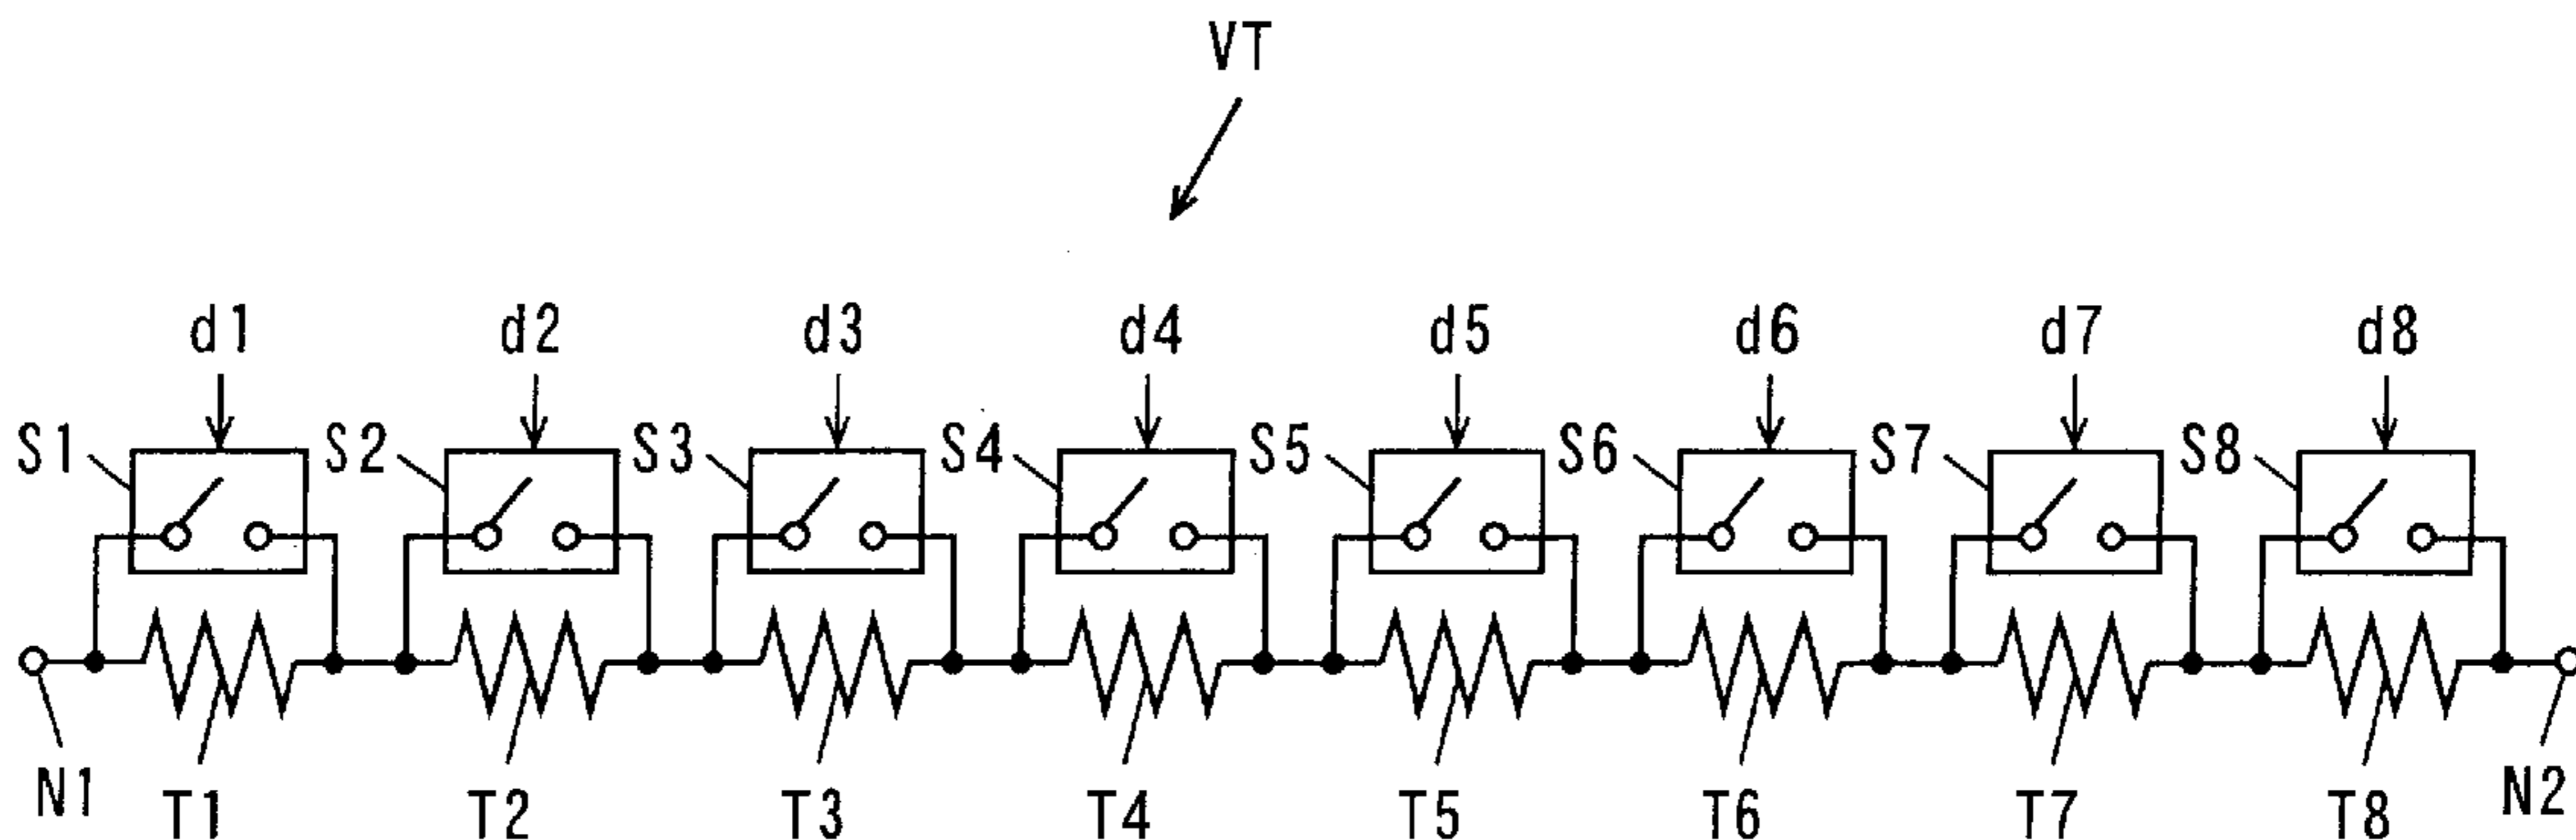 VT
d1 d2 d3 d4 d5 d6 d7 d8
S1 S2 S3 S4 S5 S6 S7 S8
N1 T1 T2 T3 T4 T5 T6 T7 T8 N2